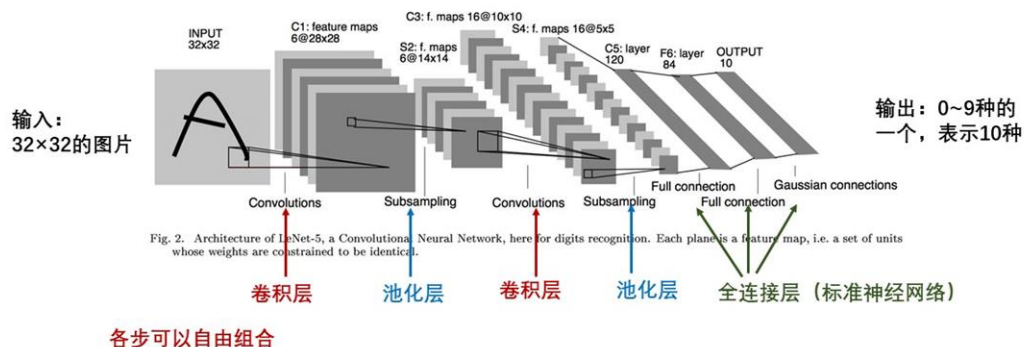 INPUT
32x32
C1: feature maps
6@28x28
S2: f. maps
6@14x14
C3: f. maps 16@10x10
S4: f. maps 16@5x5
C5: layer
120
F6: layer
84
OUTPUT
10
输入:
32×32的图片
输出:0~9种的
一个,表示10种
A
Convolutions
Subsampling
Convolutions
Subsampling
Full connection
Full connection
Gaussian connections
Fig. 2. Architecture of LeNet-5, a Convolutional Neural Network, here for digits recognition. Each plane is a feature map, i.e. a set of units
whose weights are constrained to be identical.
卷积层
池化层
卷积层
池化层
全连接层(标准神经网络)
各步可以自由组合